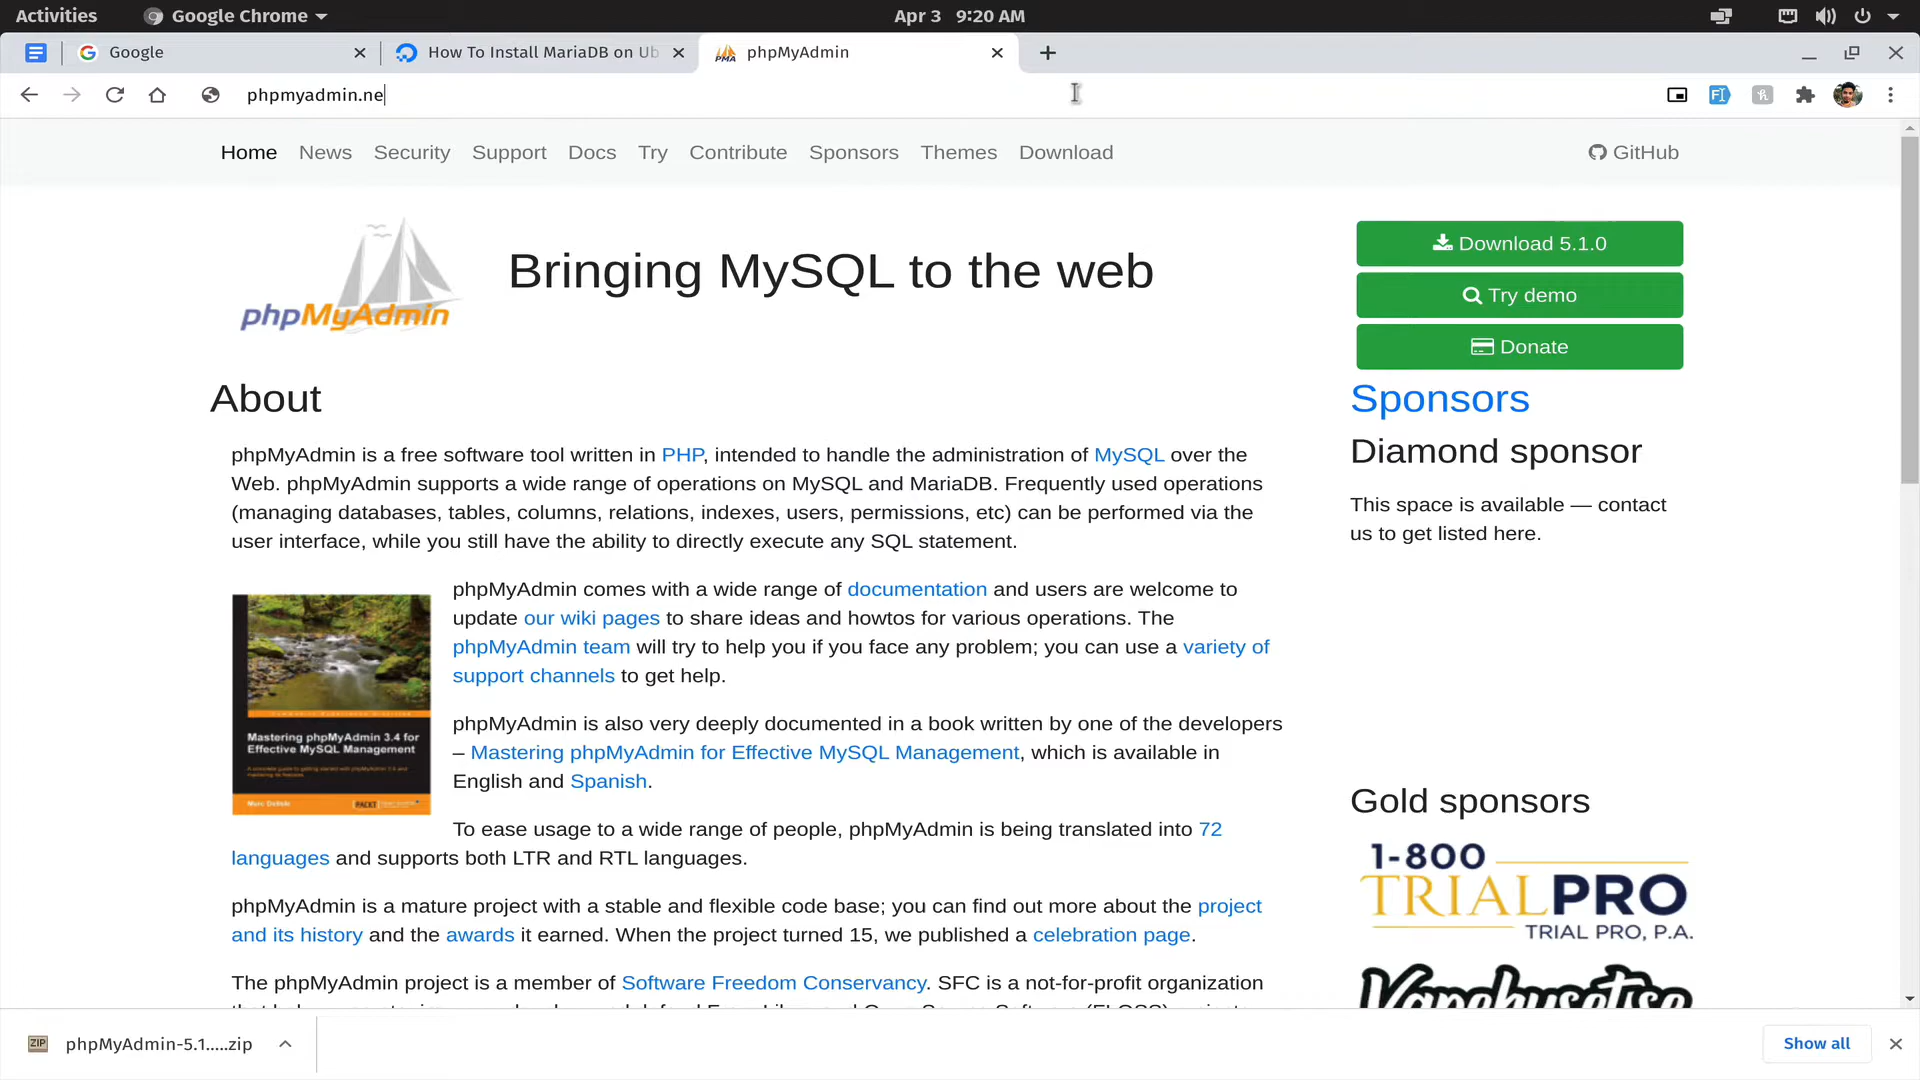 Activities
Google Chrome
Apr 3 9:20 AM
Google
How To Install MariaDB on Ub
PMA
phpMyAdmin
phpmyadmin.ne
Home News Security Support Docs Try Contribute Sponsors Themes Download
GitHub
phpMyAdmin
Bringing MySQL to the web
Download 5.1.0
Try demo
Donate
About
phpMyAdmin is a free software tool written in PHP, intended to handle the administration of MySQL over the
Web. phpMyAdmin supports a wide range of operations on MySQL and MariaDB. Frequently used operations
(managing databases, tables, columns, relations, indexes, users, permissions, etc) can be performed via the
user interface, while you still have the ability to directly execute any SQL statement.
Mastering phpMyAdmin 3.4 for
Effective MySQL Management
PACKT
phpMyAdmin comes with a wide range of documentation and users are welcome to
update our wiki pages to share ideas and howtos for various operations. The
phpMyAdmin team will try to help you if you face any problem; you can use a variety of
support channels to get help.
phpMyAdmin is also very deeply documented in a book written by one of the developers
– Mastering phpMyAdmin for Effective MySQL Management, which is available in
English and Spanish.
To ease usage to a wide range of people, phpMyAdmin is being translated into 72
languages and supports both LTR and RTL languages.
phpMyAdmin is a mature project with a stable and flexible code base; you can find out more about the project
and its history and the awards it earned. When the project turned 15, we published a celebration page.
The phpMyAdmin project is a member of Software Freedom Conservancy. SFC is a not-for-profit organization
Sponsors
Diamond sponsor
This space is available — contact
us to get listed here.
Gold sponsors
1-800
TRIALPRO
TRIAL PRO, P.A.
ZIP
phpMyAdmin-5.1.....zip
Show all